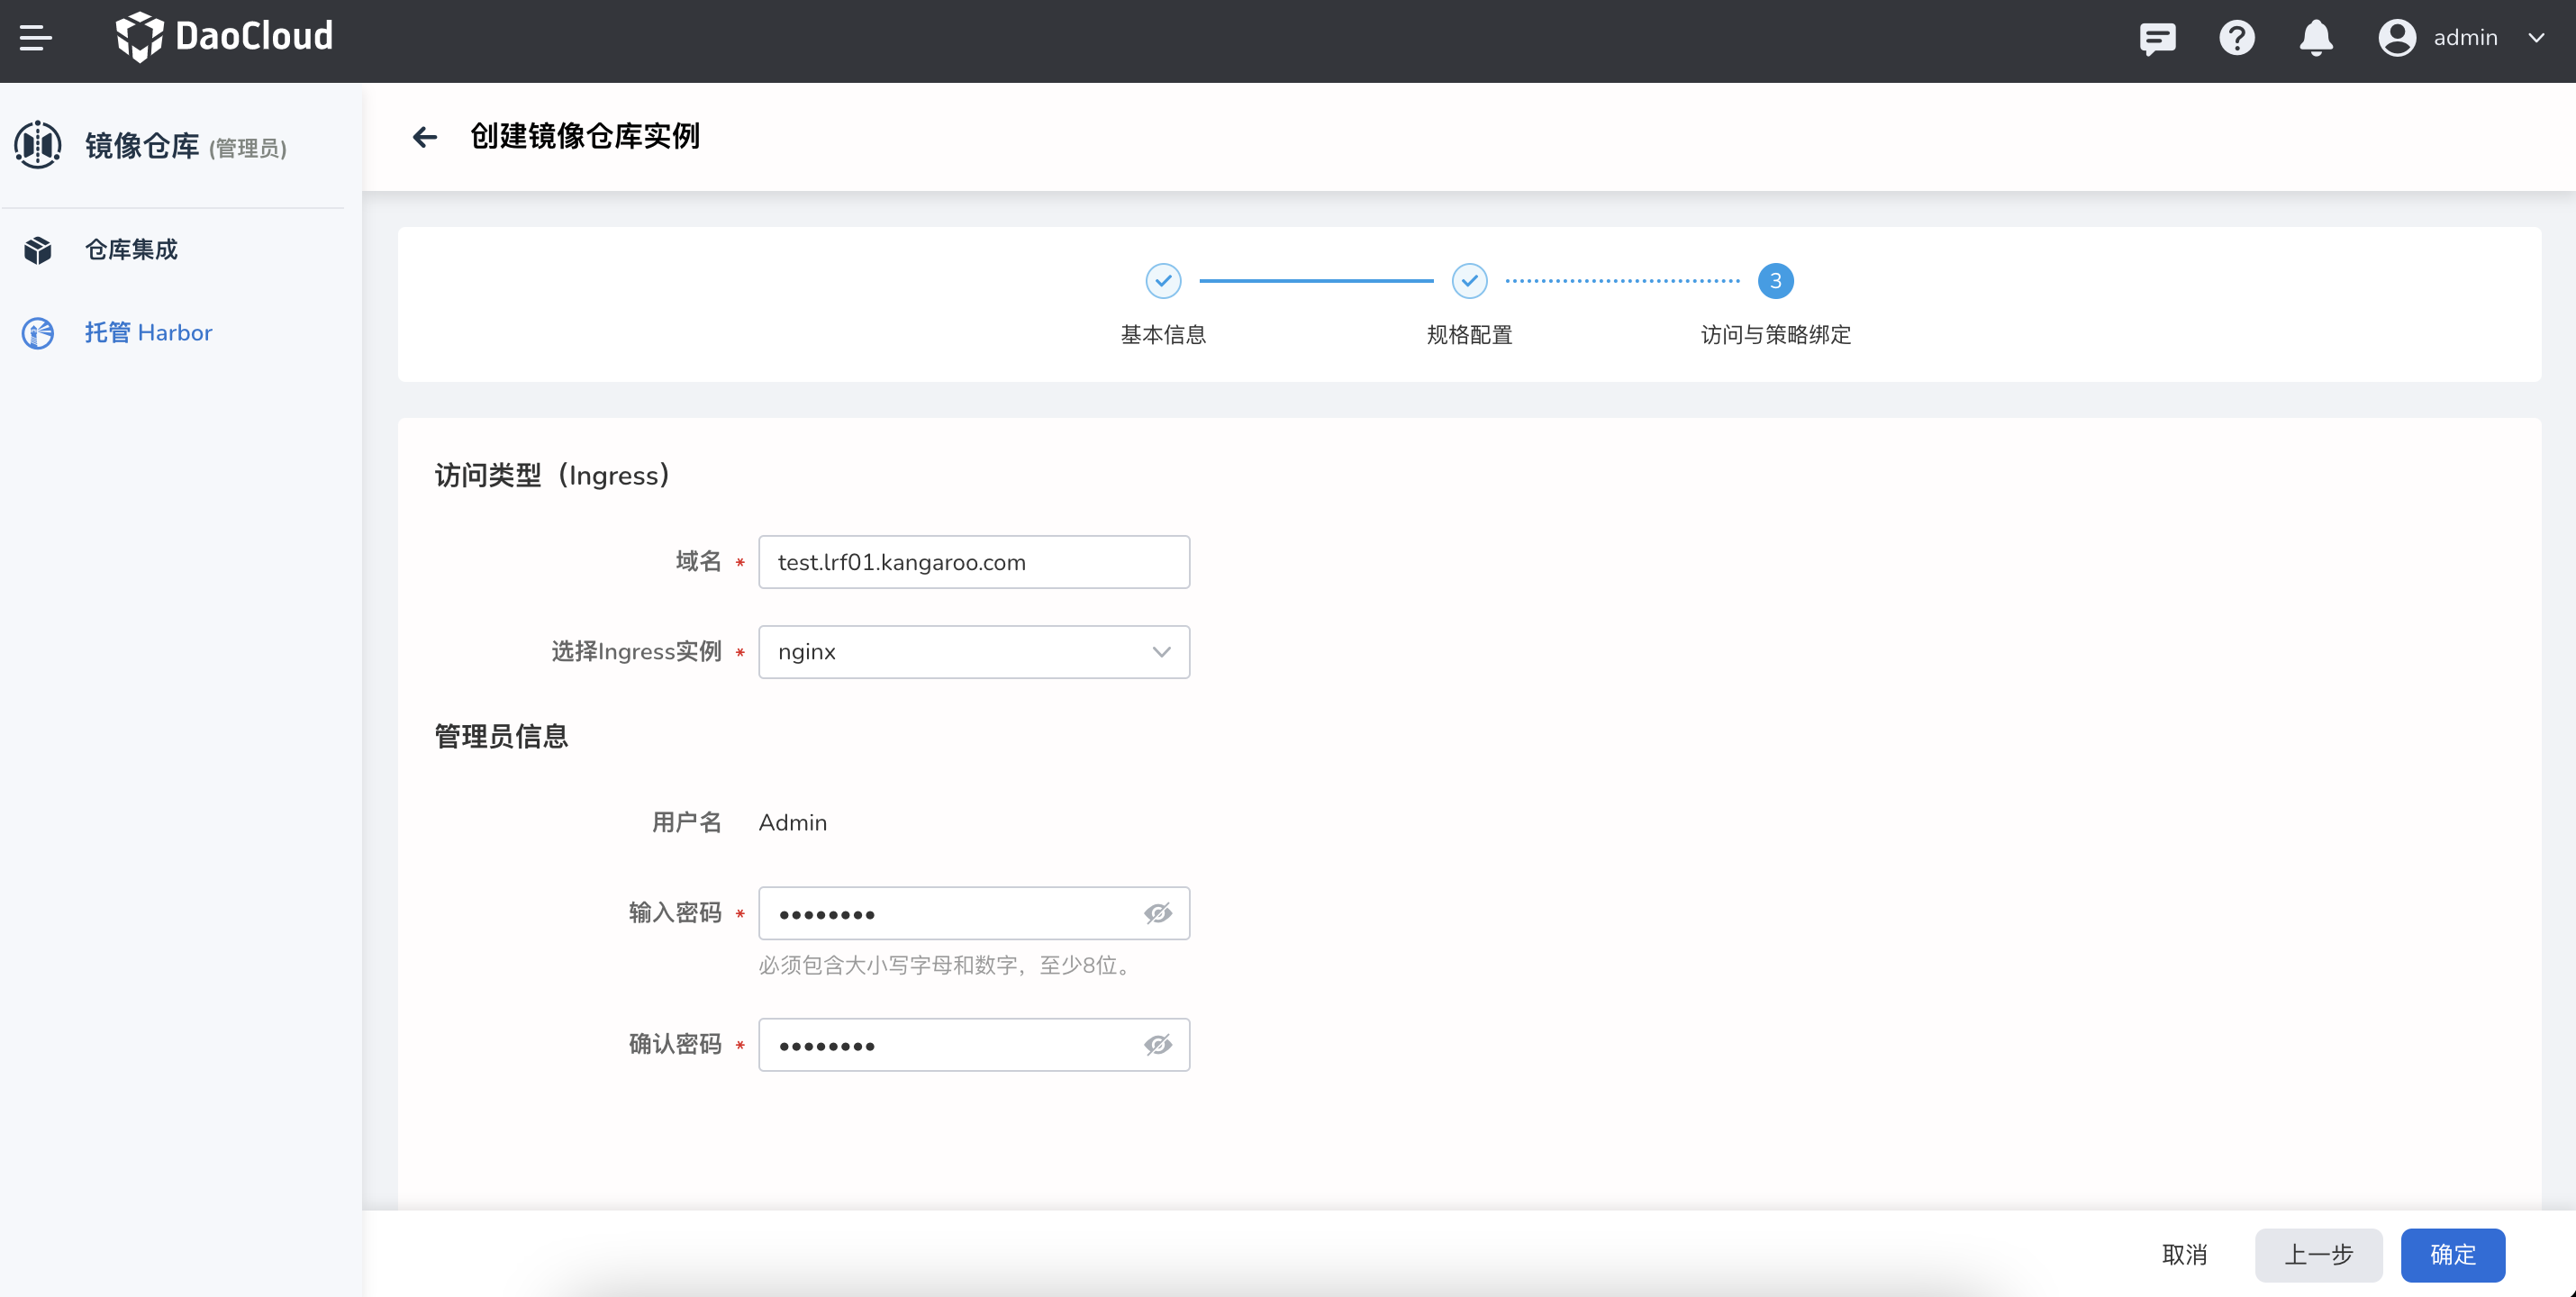 DaoCloud
admin
镜像仓库 (管理员)
仓库集成
托管 Harbor
创建镜像仓库实例
3
基本信息
规格配置
访问与策略绑定
访问类型（Ingress）
域名 *
test.lrf01.kangaroo.com
选择Ingress实例 *
nginx
管理员信息
用户名
Admin
输入密码 *
••••••••
必须包含大小写字母和数字，至少8位。
确认密码 *
••••••••
取消
上一步
确定